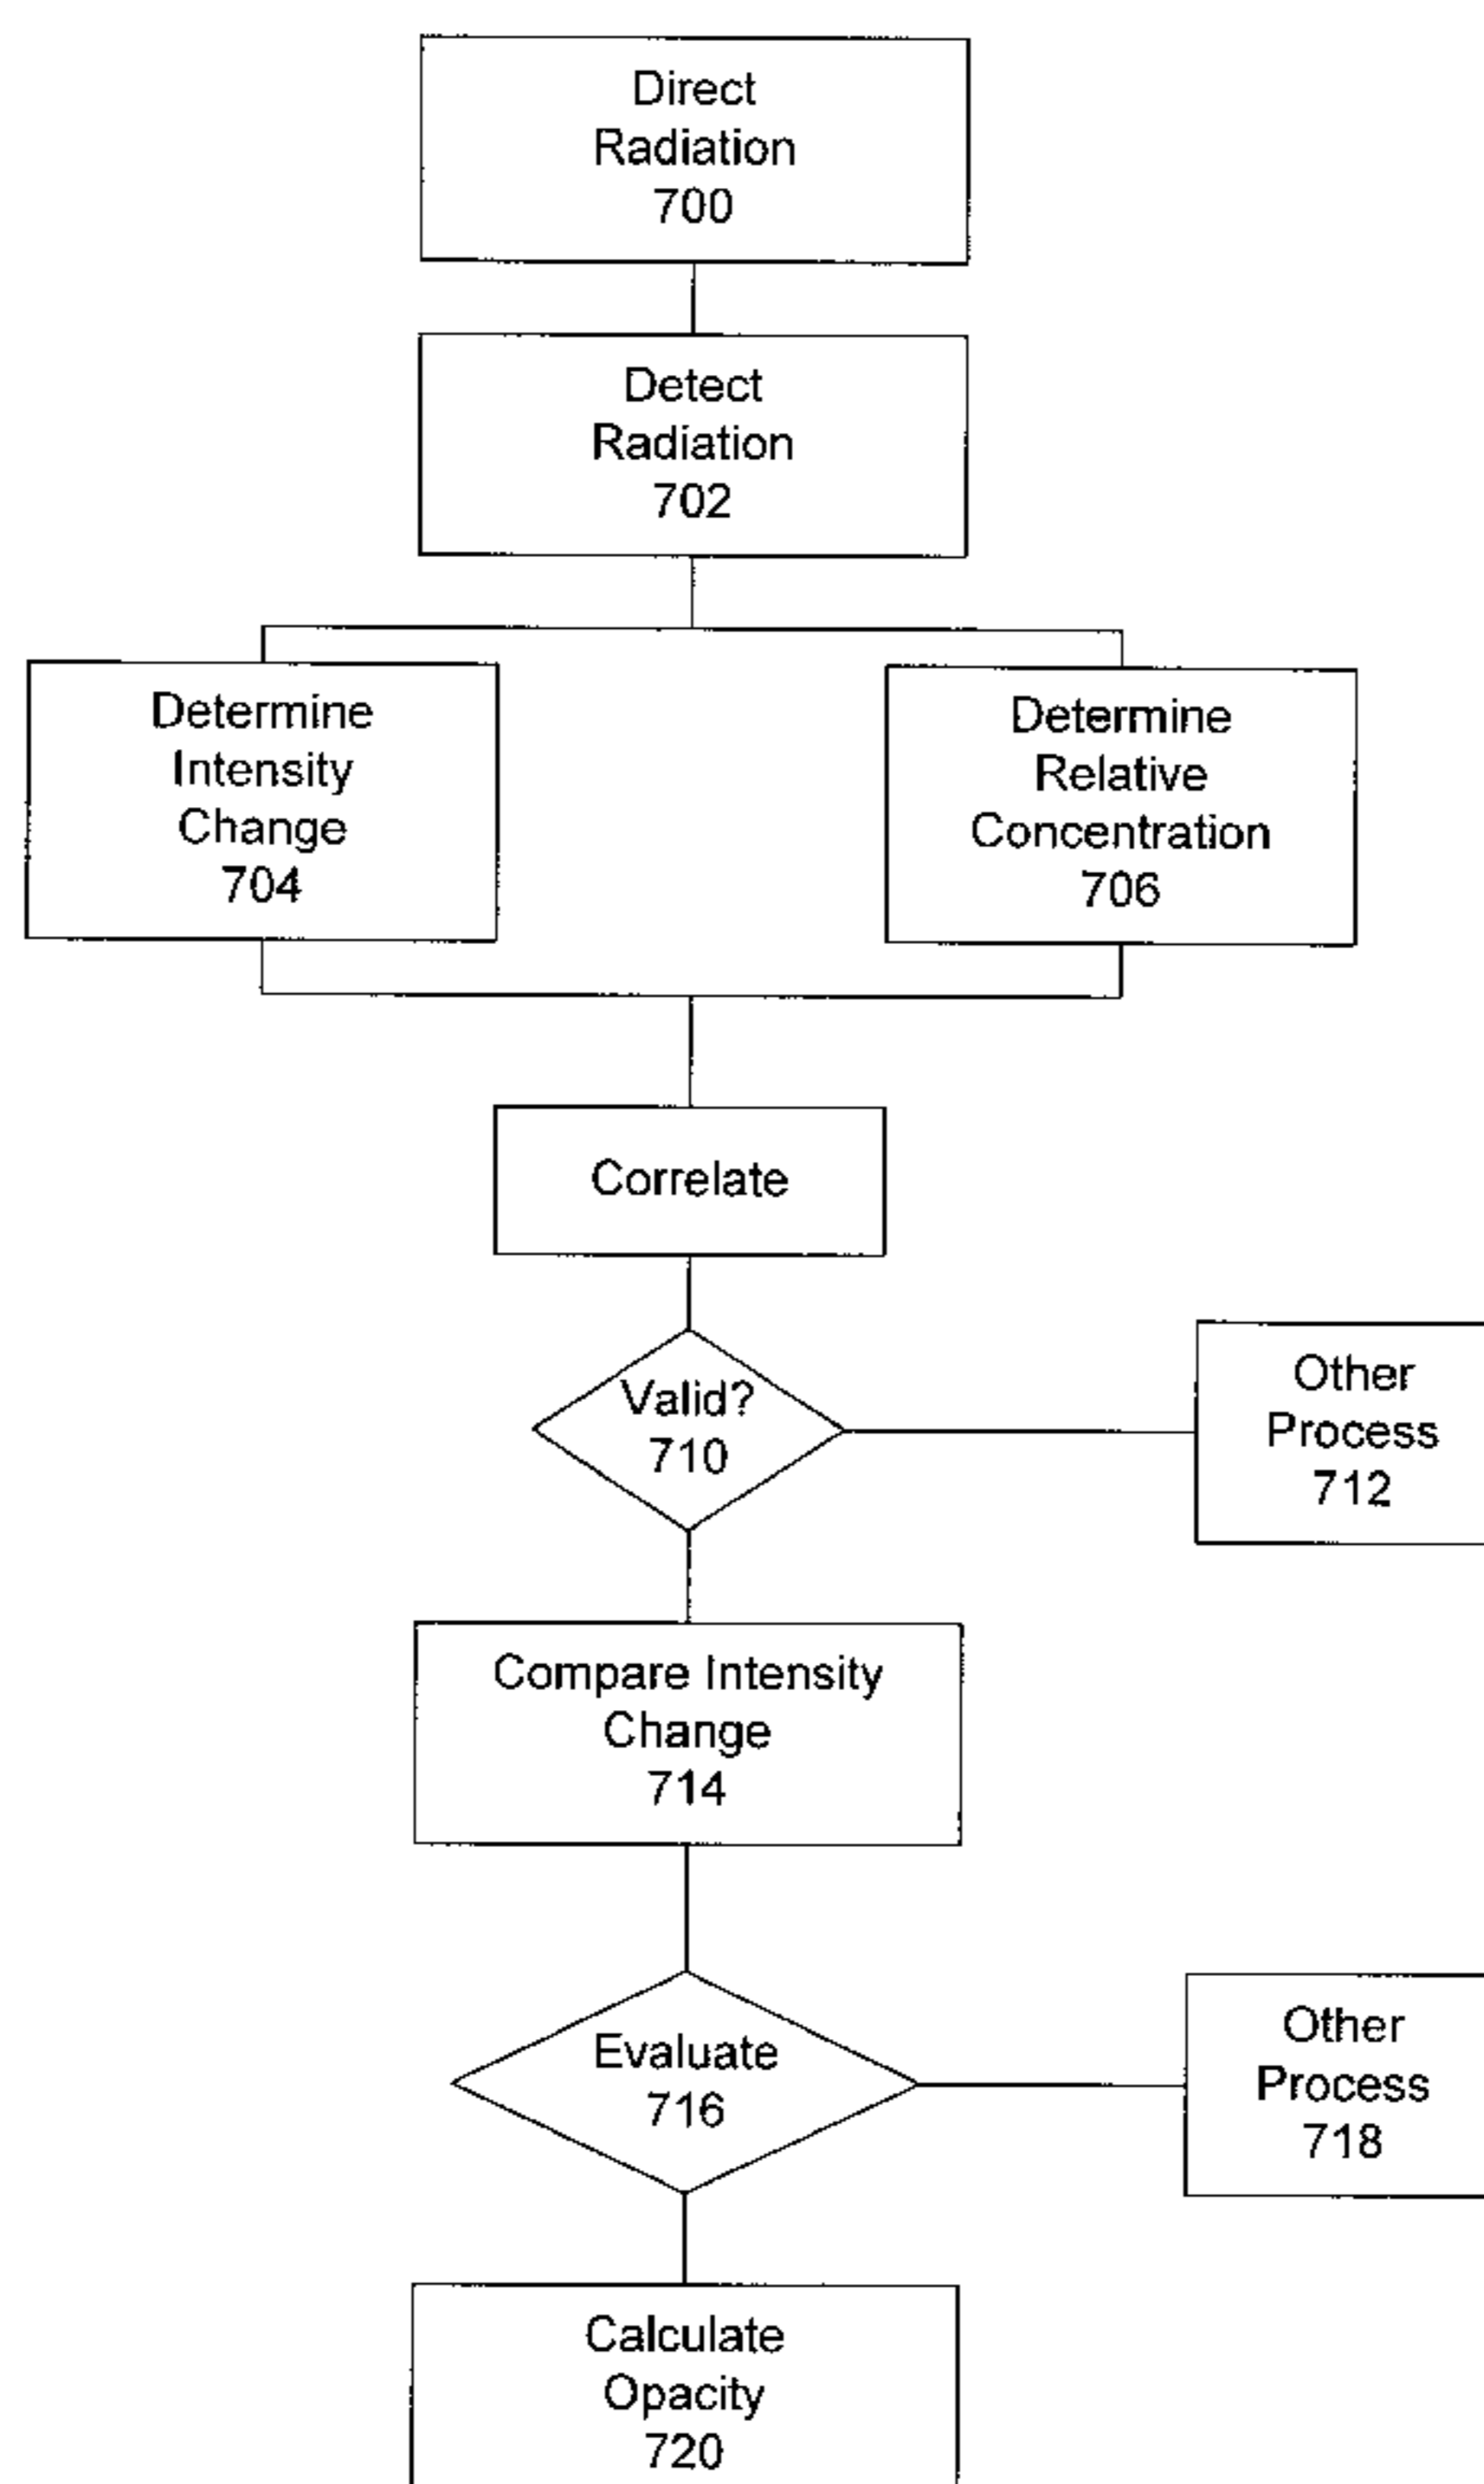 Direct
Radiation
700
Detect
Radiation
702
Determine
Intensity
Change
704
Determine
Relative
Concentration
706
Correlate
Valid?
710
Other
Process
712
Compare Intensity
Change
714
Evaluate
716
Other
Process
718
Calculate
Opacity
720